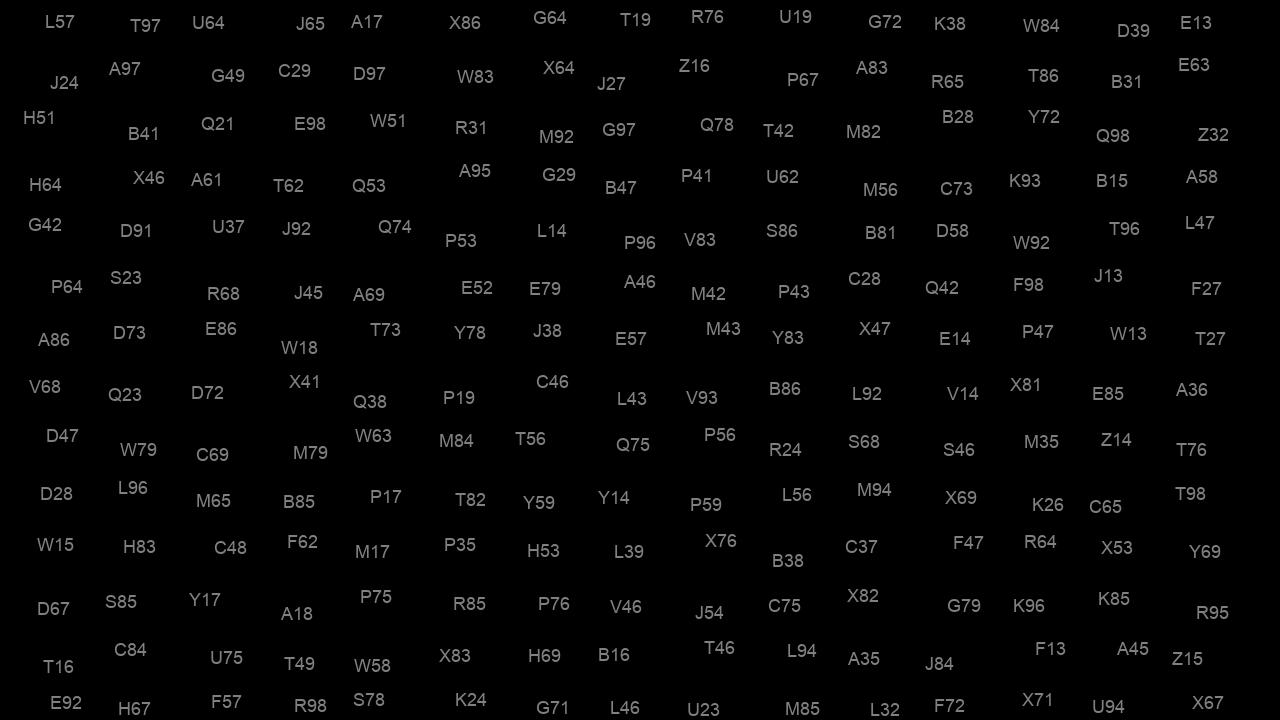 L57 T97 U64 J65 A17 X86 G64 T19 R76 U19 G72 K38 W84 D39 E13
J24 A97 G49 C29 D97 W83 X64 J27 Z16 P67 A83 R65 T86 B31 E63
H51 B41 Q21 E98 W51 R31 M92 G97 Q78 T42 M82 B28 Y72 Q98 Z32
H64 X46 A61 T62 Q53 A95 G29 B47 P41 U62 M56 C73 K93 B15 A58
G42 D91 U37 J92 Q74 P53 L14 P96 V83 S86 B81 D58 W92 T96 L47
P64 S23 R68 J45 A69 E52 E79 A46 M42 P43 C28 Q42 F98 J13 F27
A86 D73 E86 W18 T73 Y78 J38 E57 M43 Y83 X47 E14 P47 W13 T27
V68 Q23 D72 X41 Q38 P19 C46 L43 V93 B86 L92 V14 X81 E85 A36
D47 W79 C69 M79 W63 M84 T56 Q75 P56 R24 S68 S46 M35 Z14 T76
D28 L96 M65 B85 P17 T82 Y59 Y14 P59 L56 M94 X69 K26 C65 T98
W15 H83 C48 F62 M17 P35 H53 L39 X76 B38 C37 F47 R64 X53 Y69
D67 S85 Y17 A18 P75 R85 P76 V46 J54 C75 X82 G79 K96 K85 R95
T16 C84 U75 T49 W58 X83 H69 B16 T46 L94 A35 J84 F13 A45 Z15
E92 H67 F57 R98 S78 K24 G71 L46 U23 M85 L32 F72 X71 U94 X67